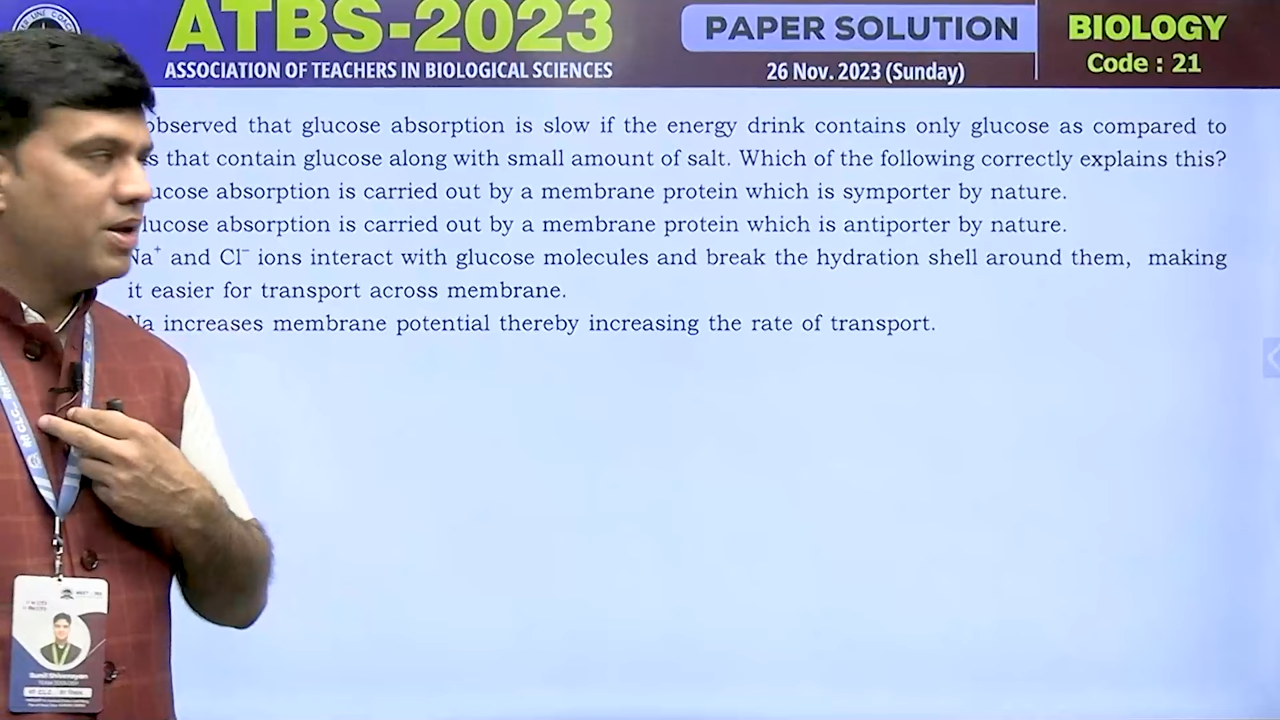 ATBS-2023
ASSOCIATION OF TEACHERS IN BIOLOGICAL SCIENCES
PAPER SOLUTION
26 Nov. 2023 (Sunday)
BIOLOGY
Code : 21
observed that glucose absorption is slow if the energy drink contains only glucose as compared to
that contain glucose along with small amount of salt. Which of the following correctly explains this?
absorption is carried out by a membrane protein which is symporter by nature.
absorption is carried out by a membrane protein which is antiporter by nature.
Na⁺ and Cl⁻ ions interact with glucose molecules and break the hydration shell around them, making
it easier for transport across membrane.
Na increases membrane potential thereby increasing the rate of transport.